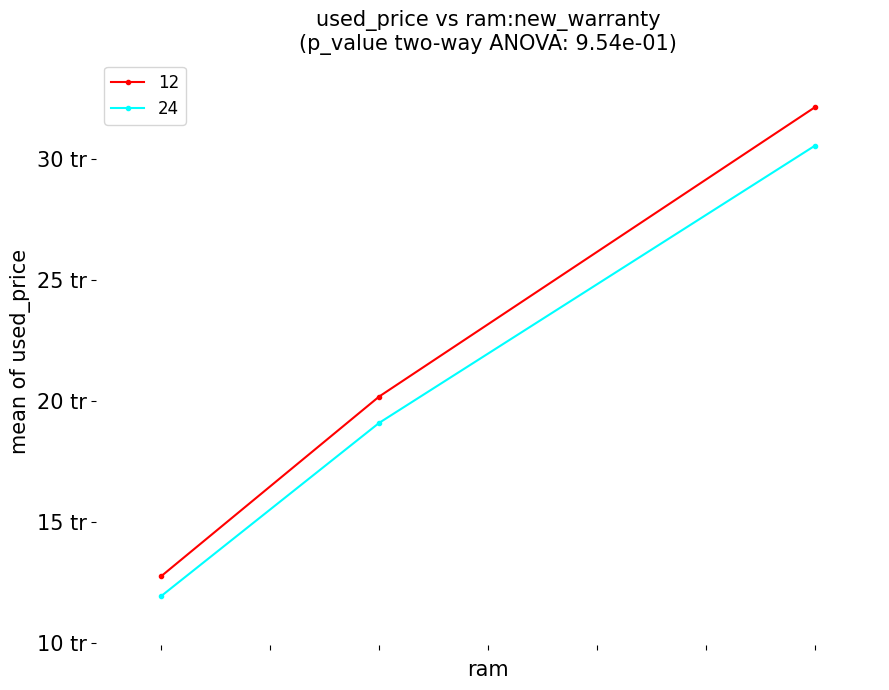 used_price vs ram:new_warranty
(p_value two-way ANOVA: 9.54e-01)
12
24
30 tr
25 tr
20 tr
15 tr
10 tr
mean of used_price
ram